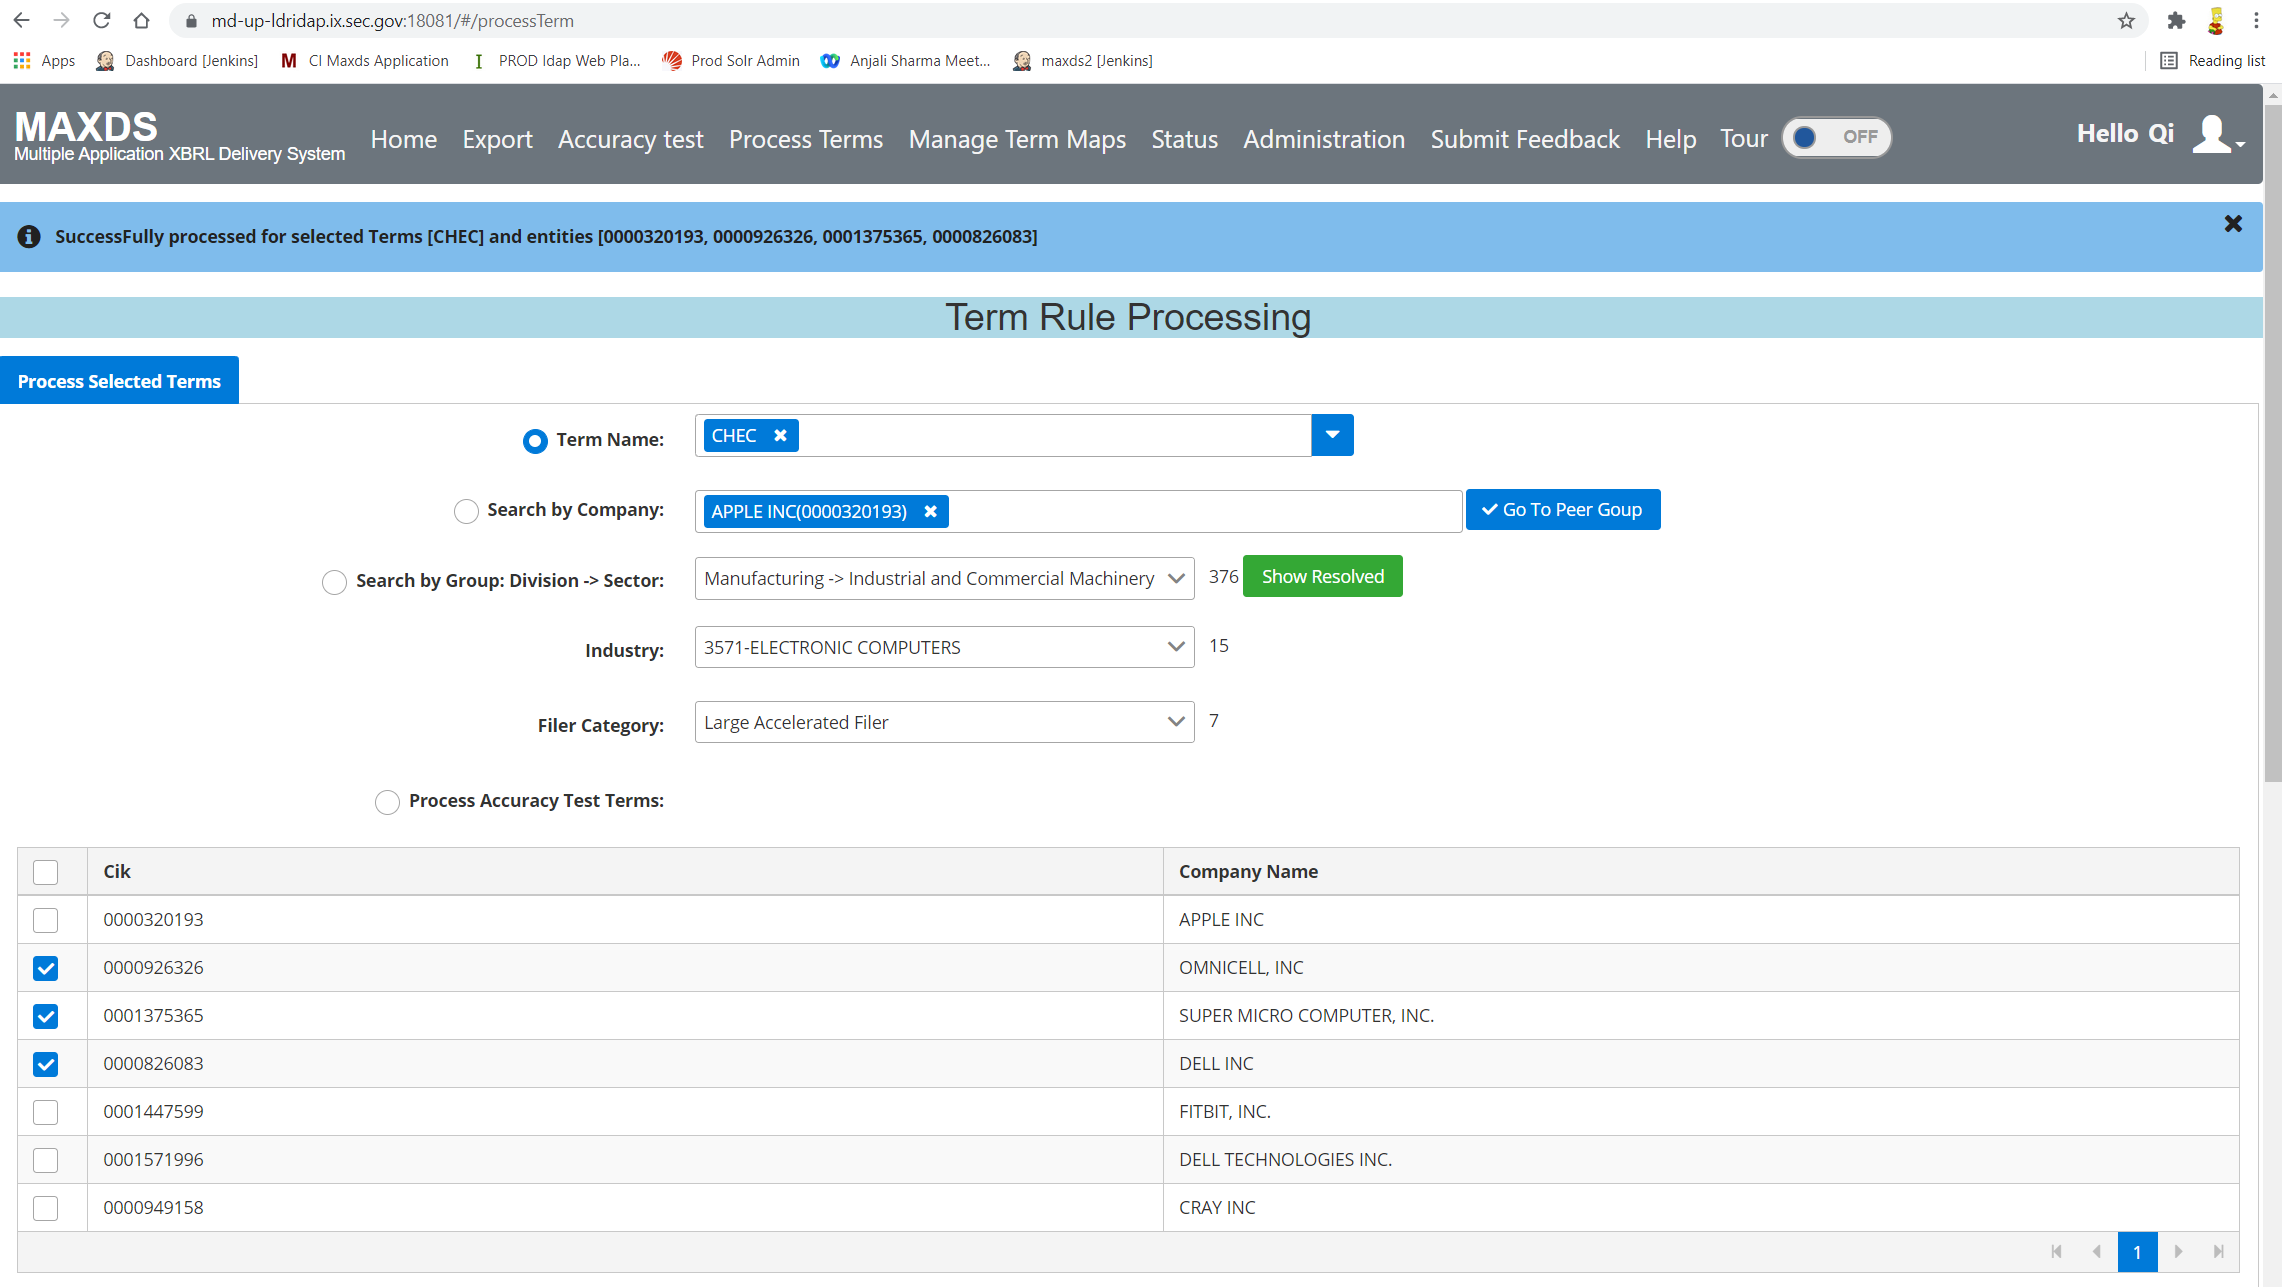 md-up-ldridap.ix.sec.gov:18081/#/processTerm
Apps Dashboard [Jenkins] M CI Maxds Application I PROD Idap Web Pla... Prod Solr Admin Anjali Sharma Meet... maxds2 [Jenkins] Reading list
MAXDS
Multiple Application XBRL Delivery System
Home Export Accuracy test Process Terms Manage Term Maps Status Administration Submit Feedback Help Tour OFF Hello Qi
SuccessFully processed for selected Terms [CHEC] and entities [0000320193, 0000926326, 0001375365, 0000826083]
Term Rule Processing
Process Selected Terms
Term Name: CHEC
Search by Company: APPLE INC(0000320193) Go To Peer Goup
Search by Group: Division -> Sector: Manufacturing -> Industrial and Commercial Machinery 376 Show Resolved
Industry: 3571-ELECTRONIC COMPUTERS 15
Filer Category: Large Accelerated Filer 7
Process Accuracy Test Terms:
Cik Company Name
0000320193 APPLE INC
0000926326 OMNICELL, INC
0001375365 SUPER MICRO COMPUTER, INC.
0000826083 DELL INC
0001447599 FITBIT, INC.
0001571996 DELL TECHNOLOGIES INC.
0000949158 CRAY INC
1